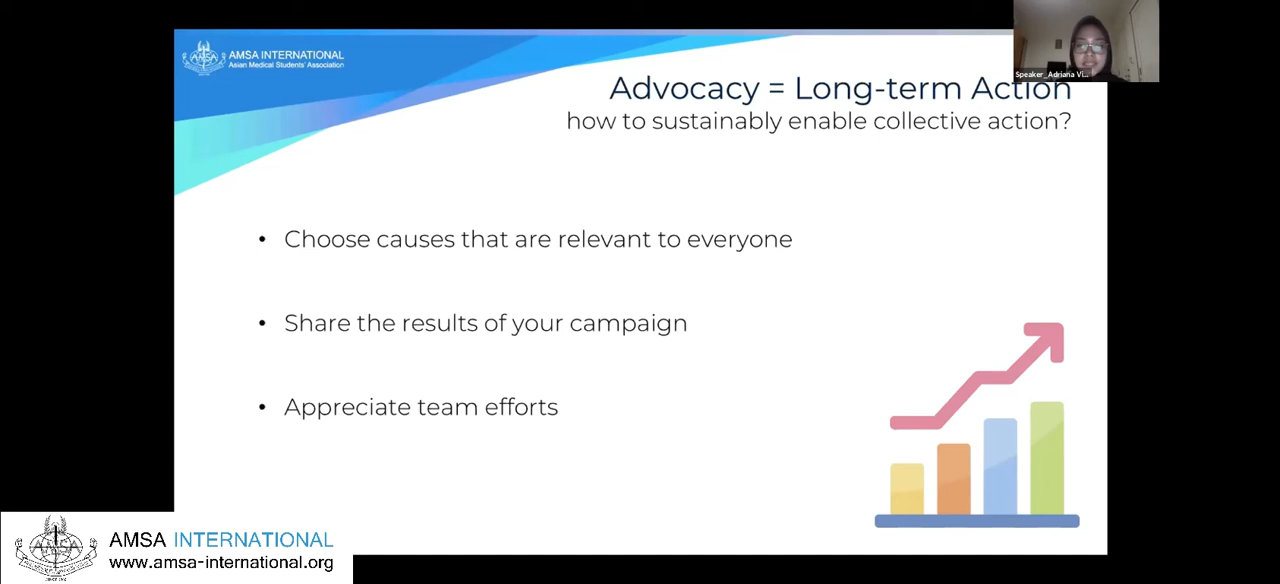 AMSA INTERNATIONAL
Asian Medical Students' Association
Speaker_Adriana Vi...
Advocacy = Long-term Action
how to sustainably enable collective action?
• Choose causes that are relevant to everyone
• Share the results of your campaign
• Appreciate team efforts
AMSA INTERNATIONAL
www.amsa-international.org